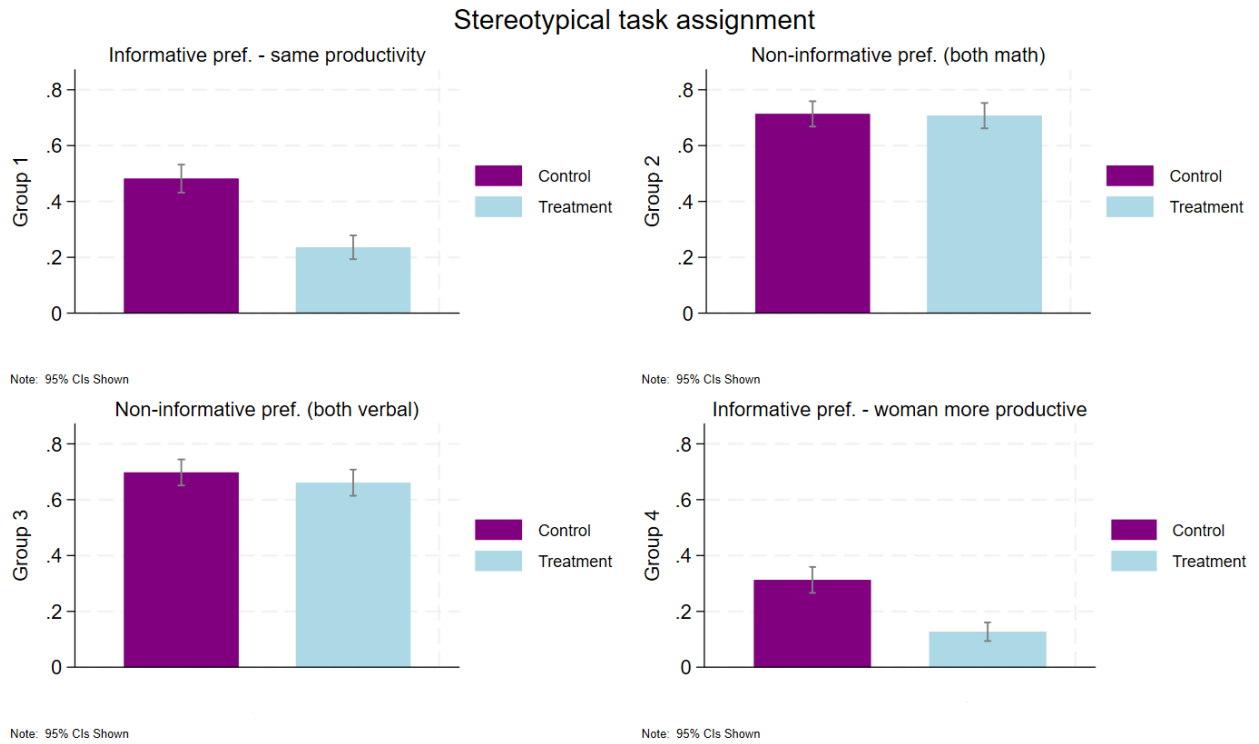 Stereotypical task assignment
Informative pref. - same productivity
Group 1
.8
.6
.4
.2
0
Control
Treatment
Note: 95% CIs Shown
Non-informative pref. (both math)
Group 2
.8
.6
.4
.2
0
Control
Treatment
Note: 95% CIs Shown
Non-informative pref. (both verbal)
Group 3
.8
.6
.4
.2
0
Control
Treatment
Note: 95% CIs Shown
Informative pref. - woman more productive
Group 4
.8
.6
.4
.2
0
Control
Treatment
Note: 95% CIs Shown